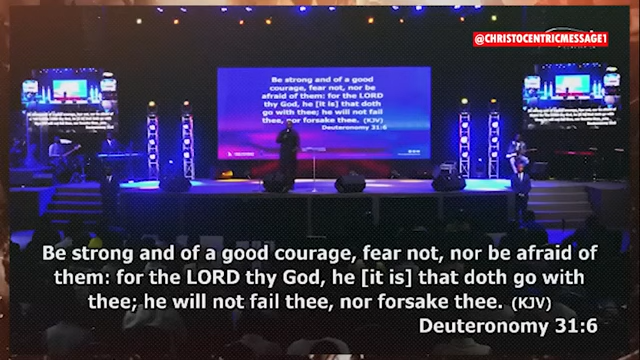 @CHRISTOCENTRICMESSAGE1
Be strong and of a good
courage, fear not, nor be
afraid of them: for the LORD
thy God, he [it is] that doth
go with thee; he will not fail
thee, nor forsake thee. (KJV)
Deuteronomy 31:6
Be strong and of a good courage, fear not, nor be afraid of
them: for the LORD thy God, he [it is] that doth go with
thee; he will not fail thee, nor forsake thee. (KJV)
Deuteronomy 31:6